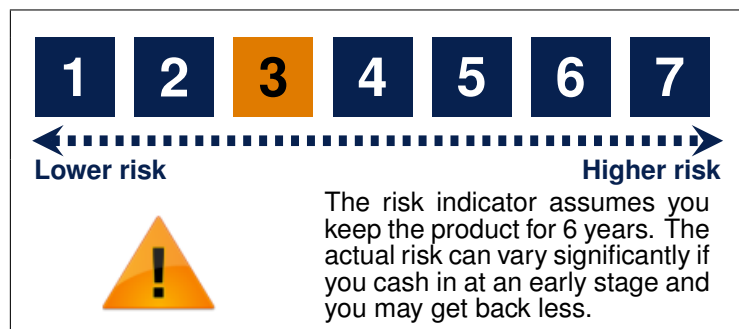 1 2 3 4 5 6 7
Lower risk Higher risk
The risk indicator assumes you
keep the product for 6 years. The
actual risk can vary significantly if
you cash in at an early stage and
you may get back less.
!